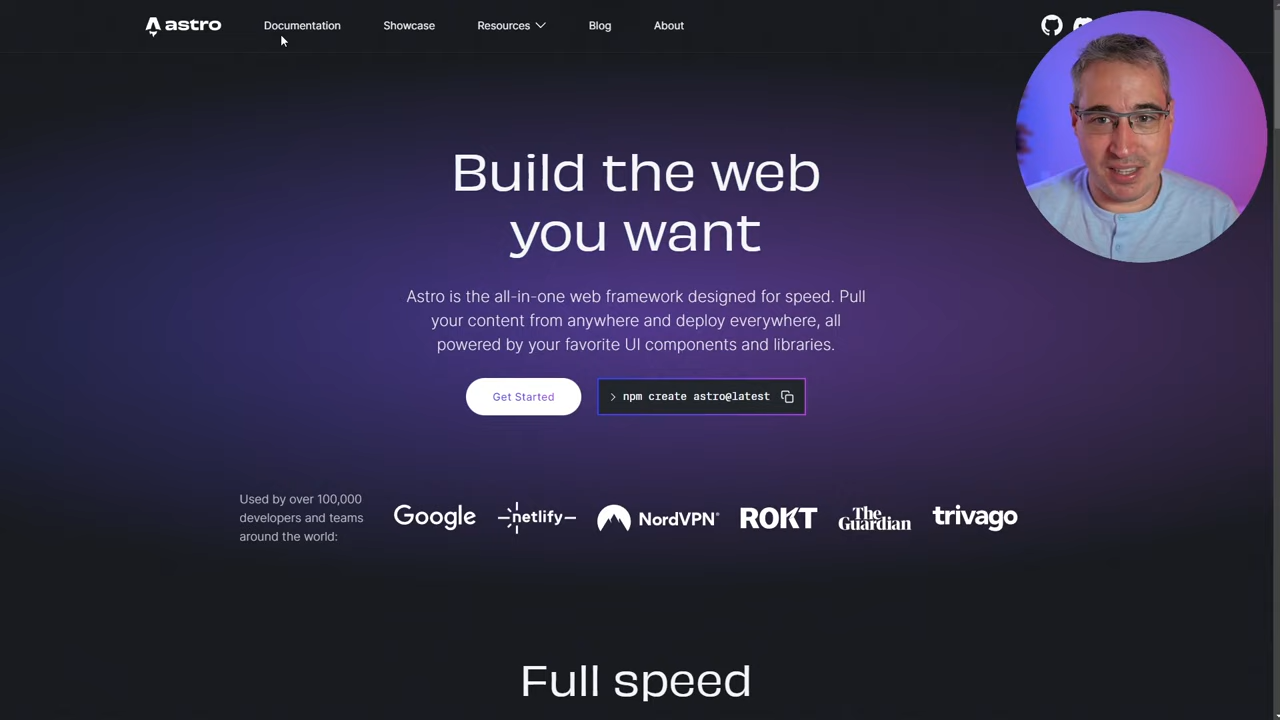 astro
Documentation
Showcase
Resources
Blog
About
Build the web
you want
Astro is the all-in-one web framework designed for speed. Pull
your content from anywhere and deploy everywhere, all
powered by your favorite UI components and libraries.
Get Started
> npm create astro@latest
Used by over 100,000
developers and teams
around the world:
Google
netlify
NordVPN®
ROKT
The
Guardian
trivago
Full speed